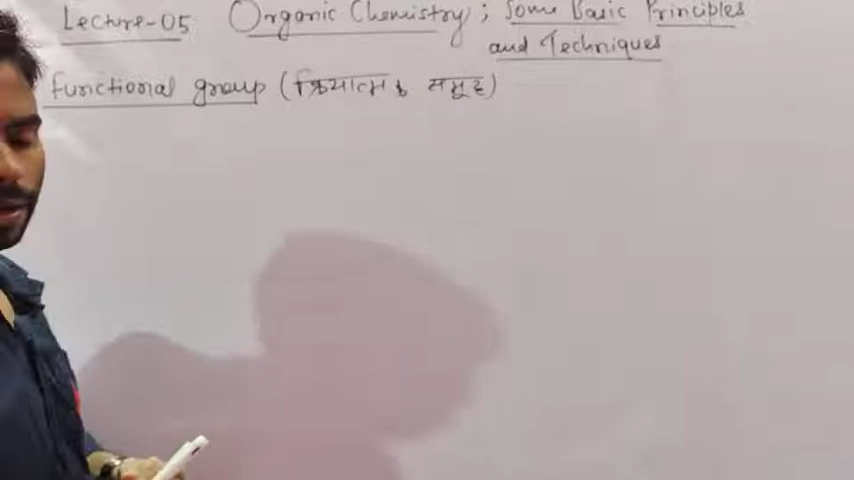 Lecture-05 Organic Chemistry; Some Basic Principles
and Techniques
Functional group (क्रियात्मक समूह)